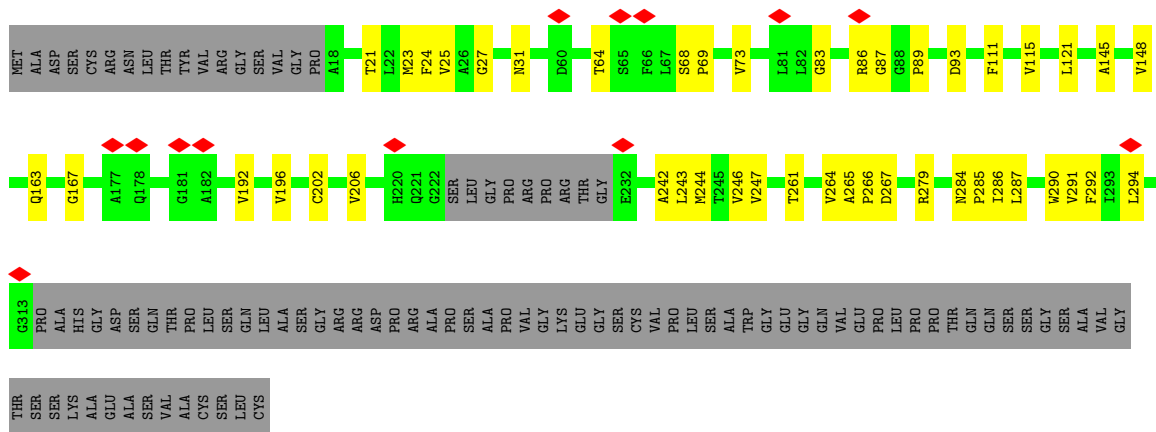 MET ALA ASP SER CYS ARG ASN LEU THR TYR VAL ARG GLY SER VAL GLY PRO A18 T21 L22 M23 F24 V25 A26 G27 N31 D60 T64 S65 F66 L67 S68 P69 V73 L81 L82 G83 R86 G87 G88 P89 D93 F111 V115 L121 A145 V148
Q163 G167 A177 Q178 G181 A182 V192 V196 C202 V206 H220 Q221 G222 SER LEU GLY PRO ARG PRO ARG THR GLY E232 A242 L243 M244 T245 V246 V247 T261 V264 A265 P266 D267 R279 N284 P285 I286 L287 W290 V291 F292 I293 L294
G313 PRO ALA HIS GLY ASP SER GLN THR PRO LEU SER GLN LEU ALA SER GLY ARG ARG ASP PRO ARG ALA PRO SER ALA PRO VAL GLY LYS GLU GLY SER CYS VAL PRO LEU SER ALA TRP GLY GLU GLY GLN VAL GLU PRO LEU PRO PRO THR GLN GLN SER SER GLY SER ALA VAL GLY
THR SER SER LYS ALA GLU ALA SER VAL ALA CYS SER LEU CYS